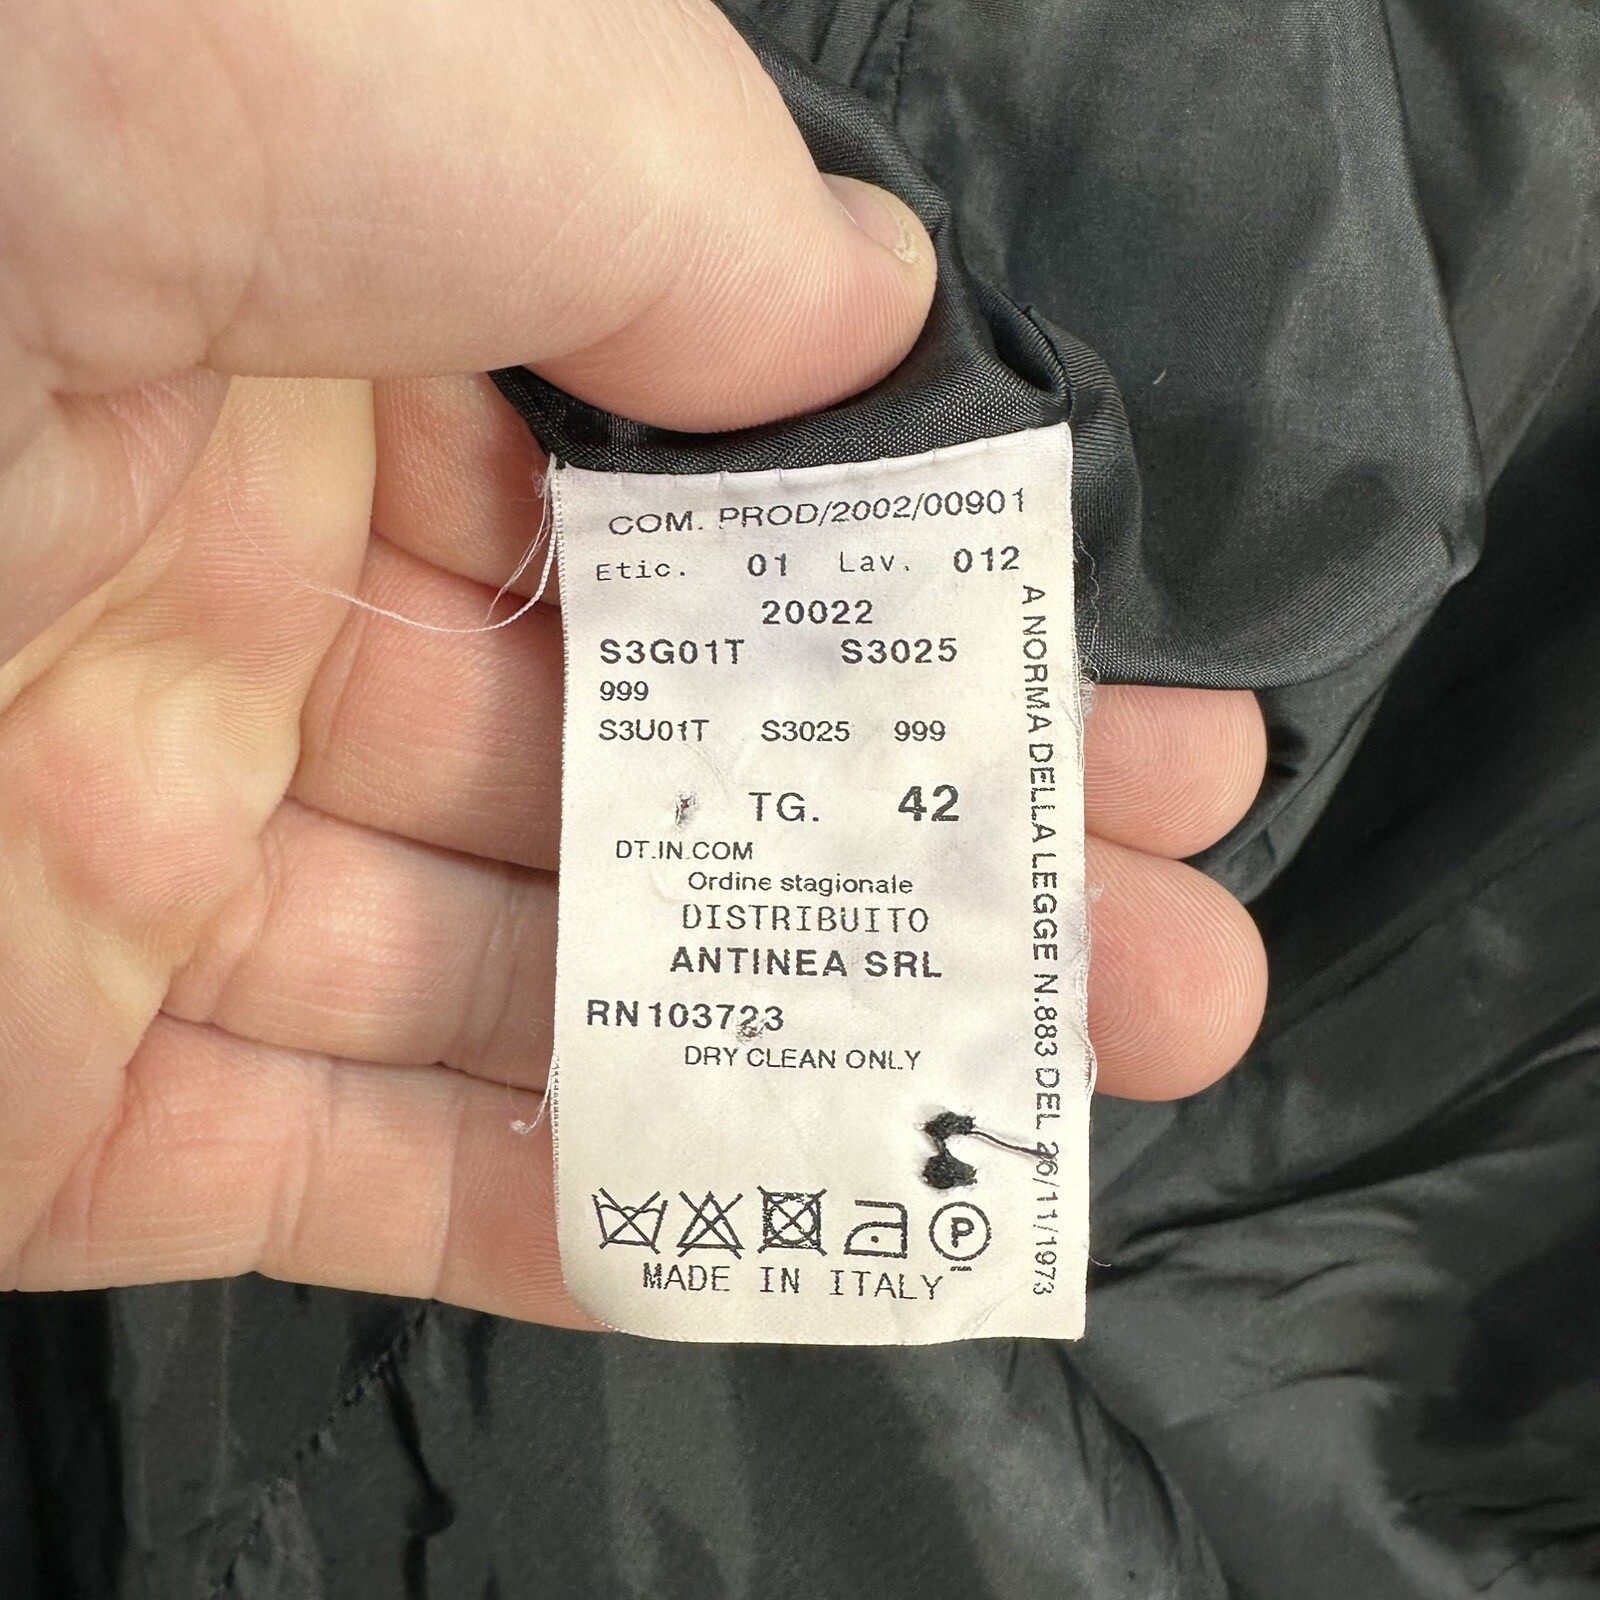 COM. PROD/2002/00901
Etic. 01 Lav. 012
20022
S3G01T S3025
999
S3U01T S3025 999
TG. 42
DT.IN.COM
Ordine stagionale
DISTRIBUITO
ANTINEA SRL
RN103723
DRY CLEAN ONLY
P
MADE IN ITALY
A NORMA DELLA LEGGE N.883 DEL 26/11/1973